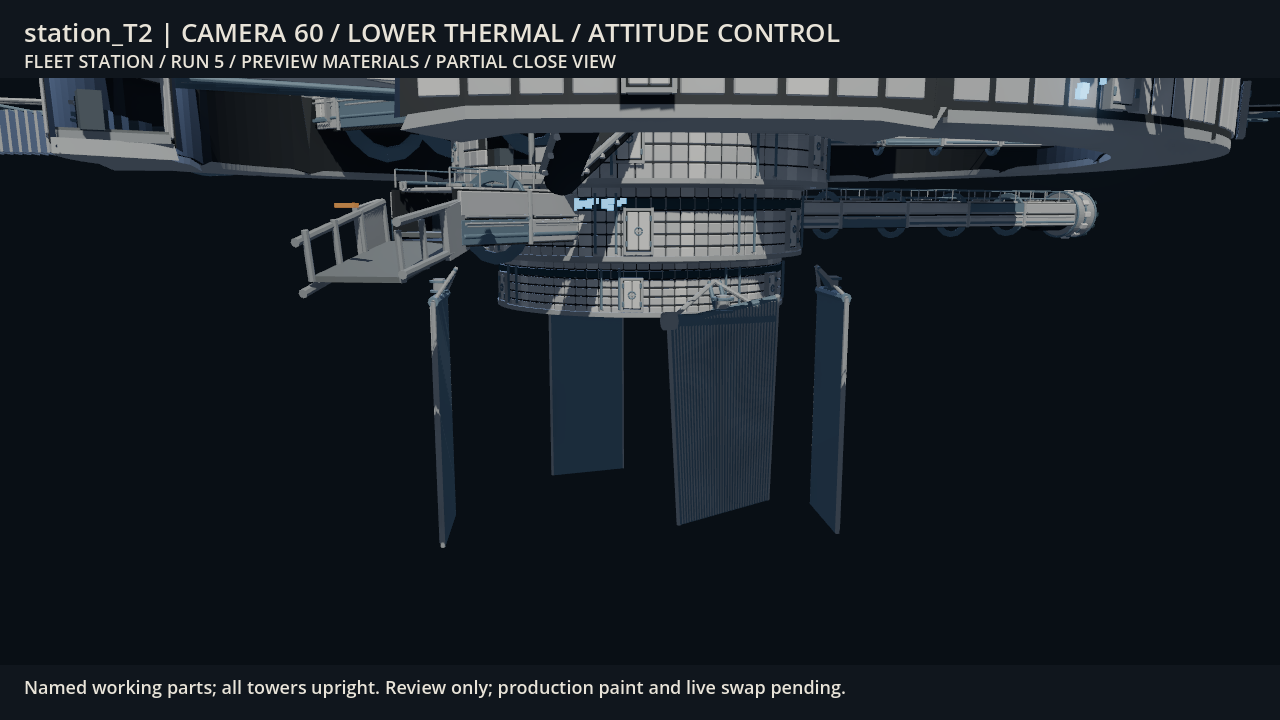 station_T2 | CAMERA 60 / LOWER THERMAL / ATTITUDE CONTROL
FLEET STATION / RUN 5 / PREVIEW MATERIALS / PARTIAL CLOSE VIEW
Named working parts; all towers upright. Review only; production paint and live swap pending.